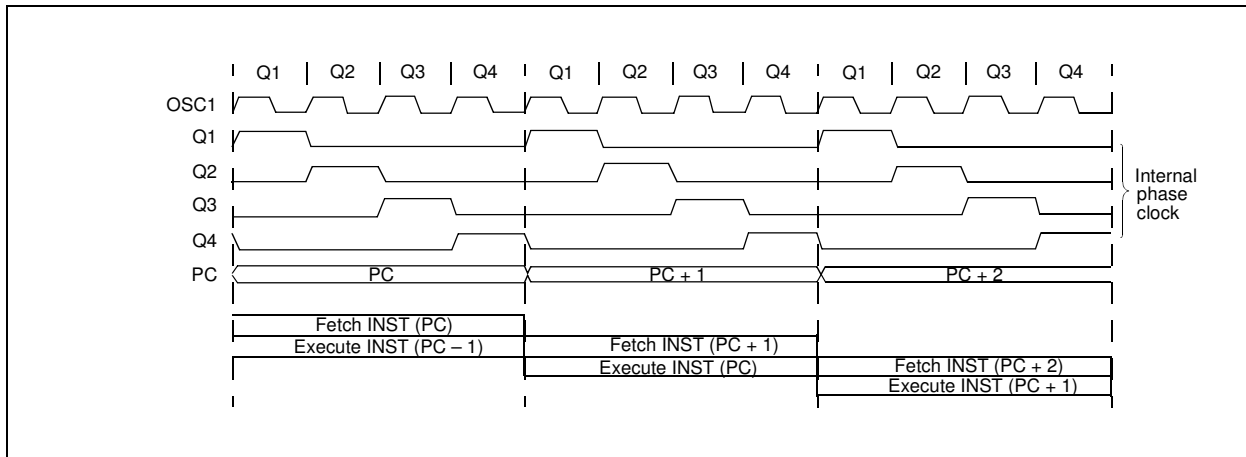 Q1 Q2 Q3 Q4 Q1 Q2 Q3 Q4 Q1 Q2 Q3 Q4
OSC1
Q1
Q2
Q3
Q4
Internal
phase
clock
PC PC PC + 1 PC + 2
Fetch INST (PC)
Execute INST (PC – 1) Fetch INST (PC + 1)
Execute INST (PC) Fetch INST (PC + 2)
Execute INST (PC + 1)